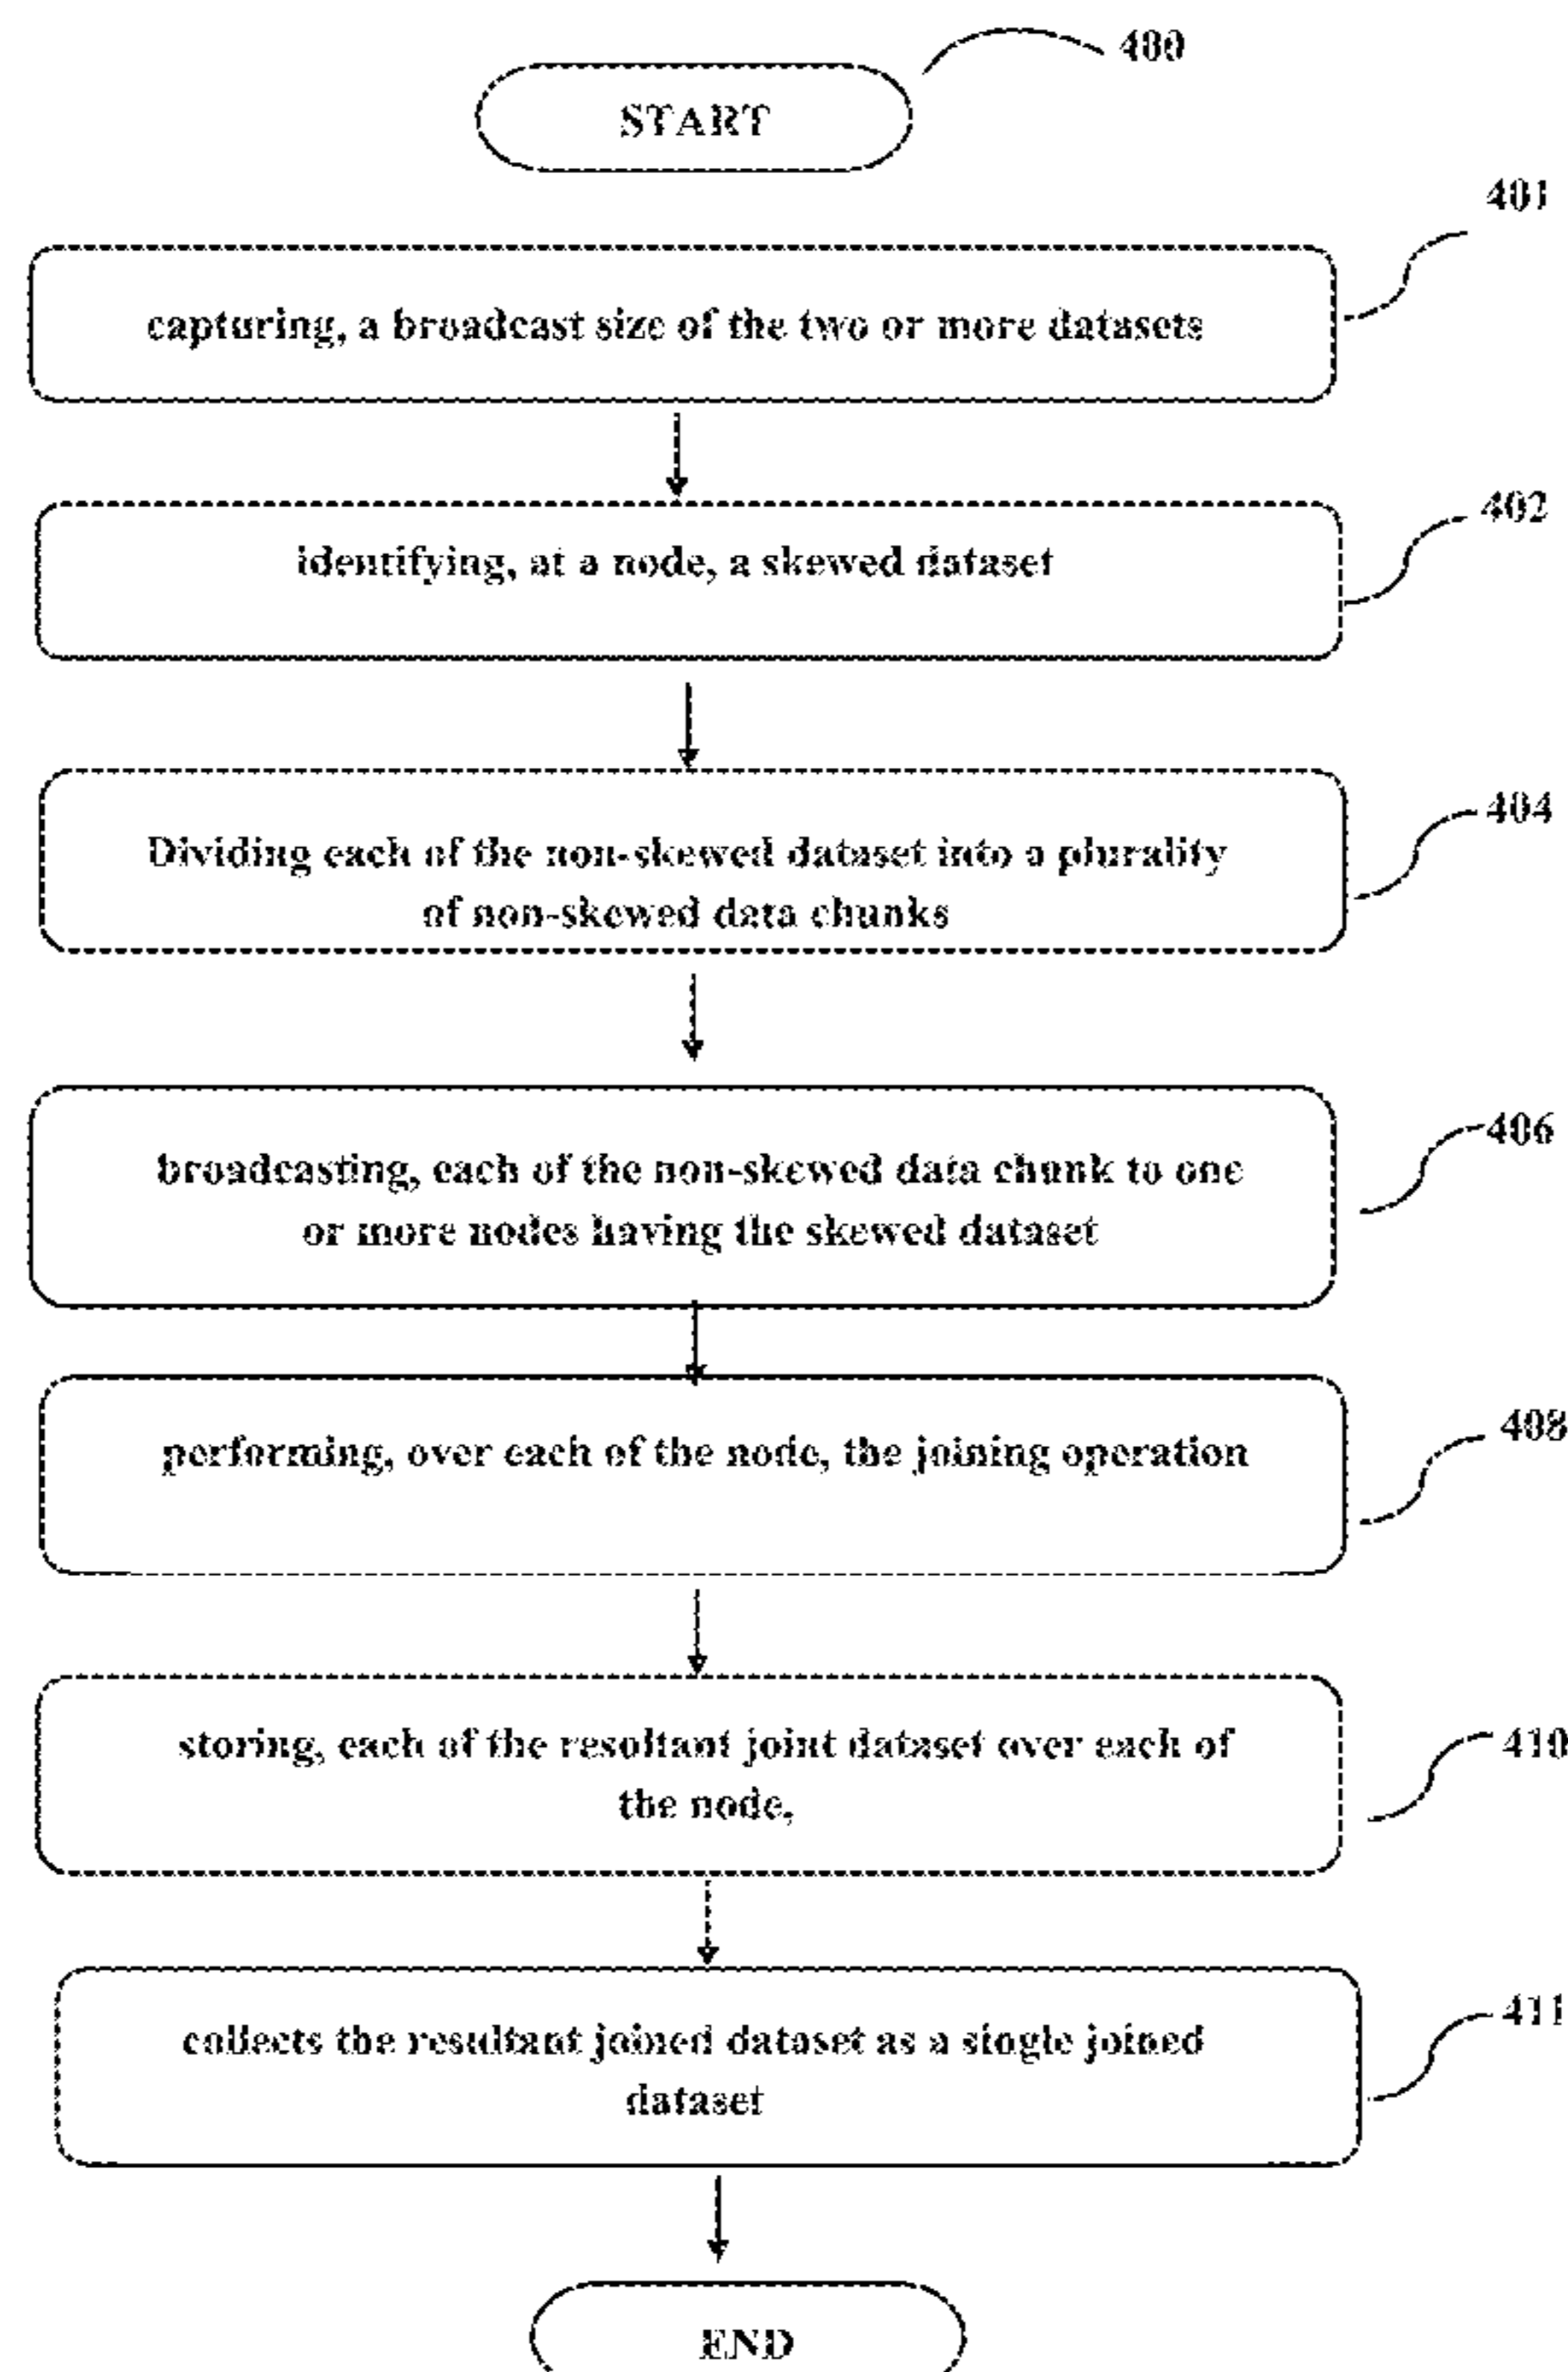 400
START
401
capturing, a broadcast size of the two or more datasets
402
identifying, at a node, a skewed dataset
404
Dividing each of the non-skewed dataset into a plurality
of non-skewed data chunks
406
broadcasting, each of the non-skewed data chunk to one
or more nodes having the skewed dataset
408
performing, over each of the node, the joining operation
410
storing, each of the resultant joint dataset over each of
the node,
411
collects the resultant joined dataset as a single joined
dataset
END